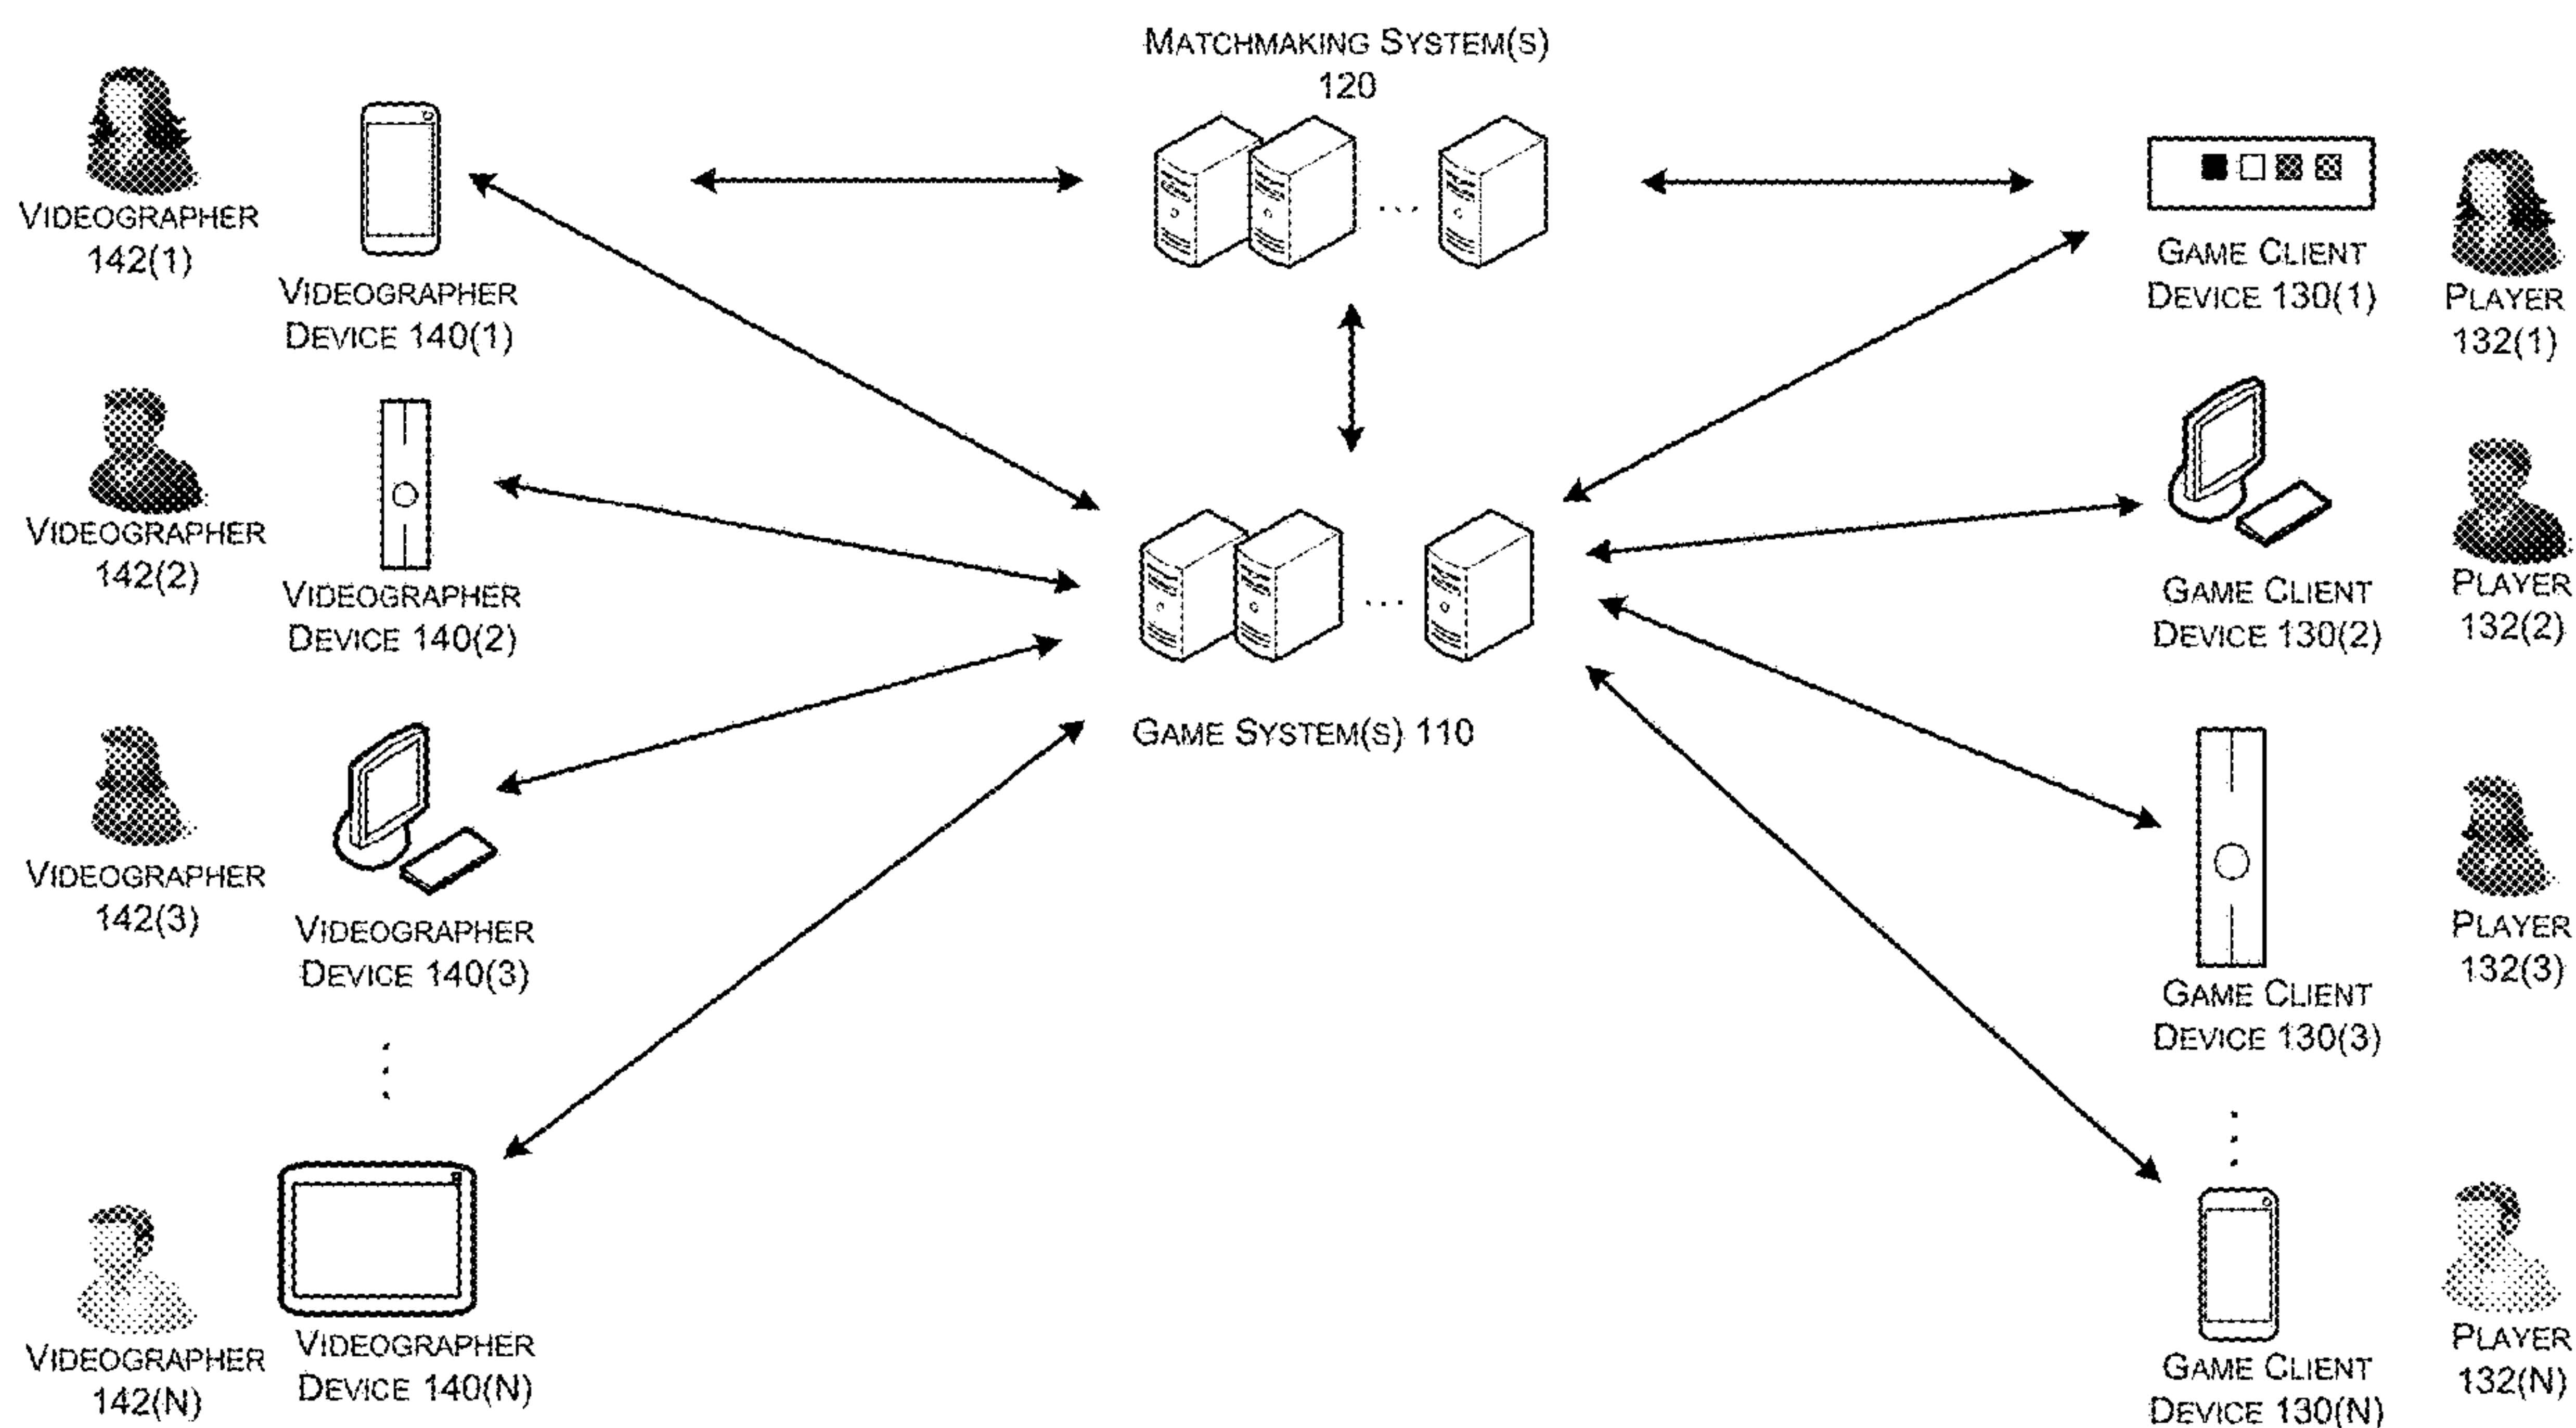 MATCHMAKING SYSTEM(S)
120
VIDEOGRAPHER
142(1)
VIDEOGRAPHER
DEVICE 140(1)
GAME CLIENT
DEVICE 130(1)
PLAYER
132(1)
VIDEOGRAPHER
142(2)
VIDEOGRAPHER
DEVICE 140(2)
...
...
GAME CLIENT
DEVICE 130(2)
PLAYER
132(2)
GAME SYSTEM(S) 110
VIDEOGRAPHER
142(3)
VIDEOGRAPHER
DEVICE 140(3)
GAME CLIENT
DEVICE 130(3)
PLAYER
132(3)
VIDEOGRAPHER
142(N)
VIDEOGRAPHER
DEVICE 140(N)
GAME CLIENT
DEVICE 130(N)
PLAYER
132(N)